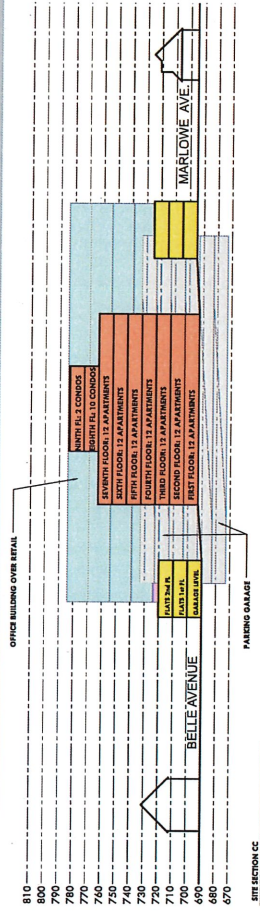 OFFICE BUILDING OVER RETAIL
810
800
790
780
770
760
750
740
730
720
710
700
690
680
670
NINTH FL: 2 CONDOS
EIGHTH FL: 10 CONDOS
SEVENTH FLOOR: 12 APARTMENTS
SIXTH FLOOR: 12 APARTMENTS
FIFTH FLOOR: 12 APARTMENTS
FOURTH FLOOR: 12 APARTMENTS
THIRD FLOOR: 12 APARTMENTS
SECOND FLOOR: 12 APARTMENTS
FIRST FLOOR: 12 APARTMENTS
FLATS 2nd FL
FLATS 1st FL
GARAGE LEVEL
BELLE AVENUE
MARLOWE AVE.
PARKING GARAGE
SITE SECTION CC